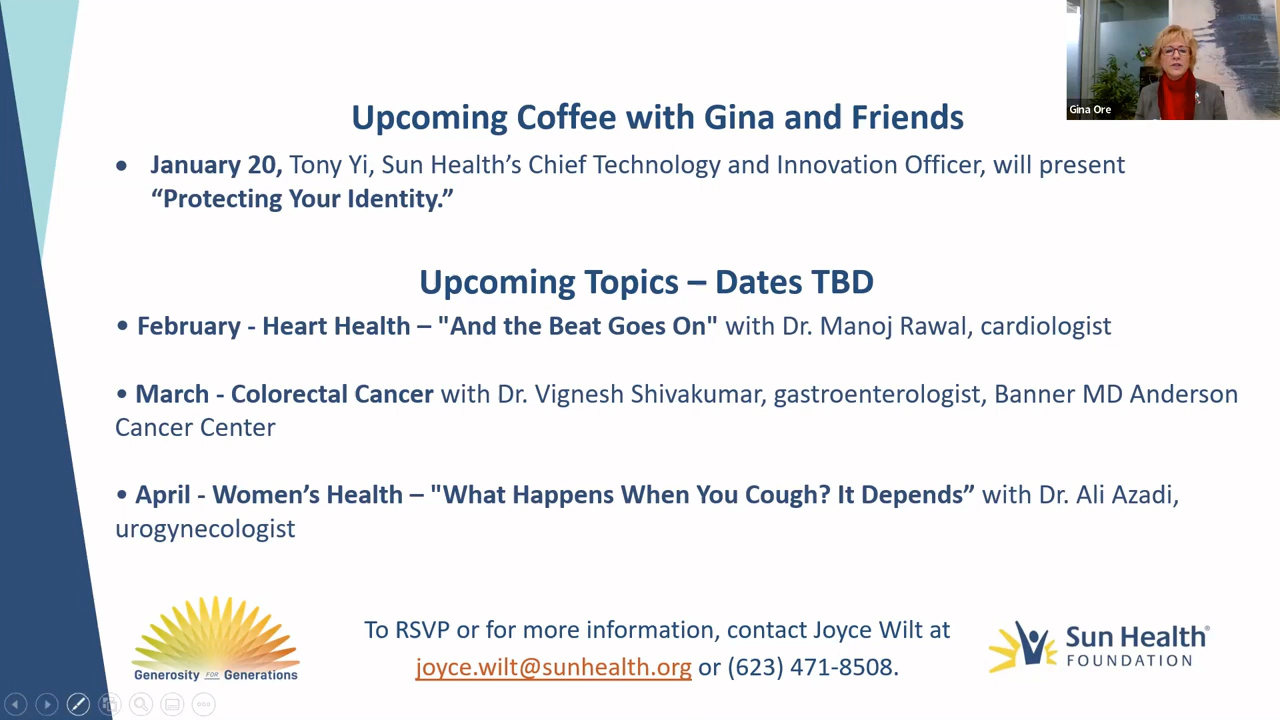 Gina Ore
Upcoming Coffee with Gina and Friends
• January 20, Tony Yi, Sun Health’s Chief Technology and Innovation Officer, will present
“Protecting Your Identity.”
Upcoming Topics – Dates TBD
• February - Heart Health – "And the Beat Goes On" with Dr. Manoj Rawal, cardiologist
• March - Colorectal Cancer with Dr. Vignesh Shivakumar, gastroenterologist, Banner MD Anderson
Cancer Center
• April - Women’s Health – "What Happens When You Cough? It Depends” with Dr. Ali Azadi,
urogynecologist
Generosity FOR Generations
To RSVP or for more information, contact Joyce Wilt at
joyce.wilt@sunhealth.org or (623) 471-8508.
Sun Health®
FOUNDATION